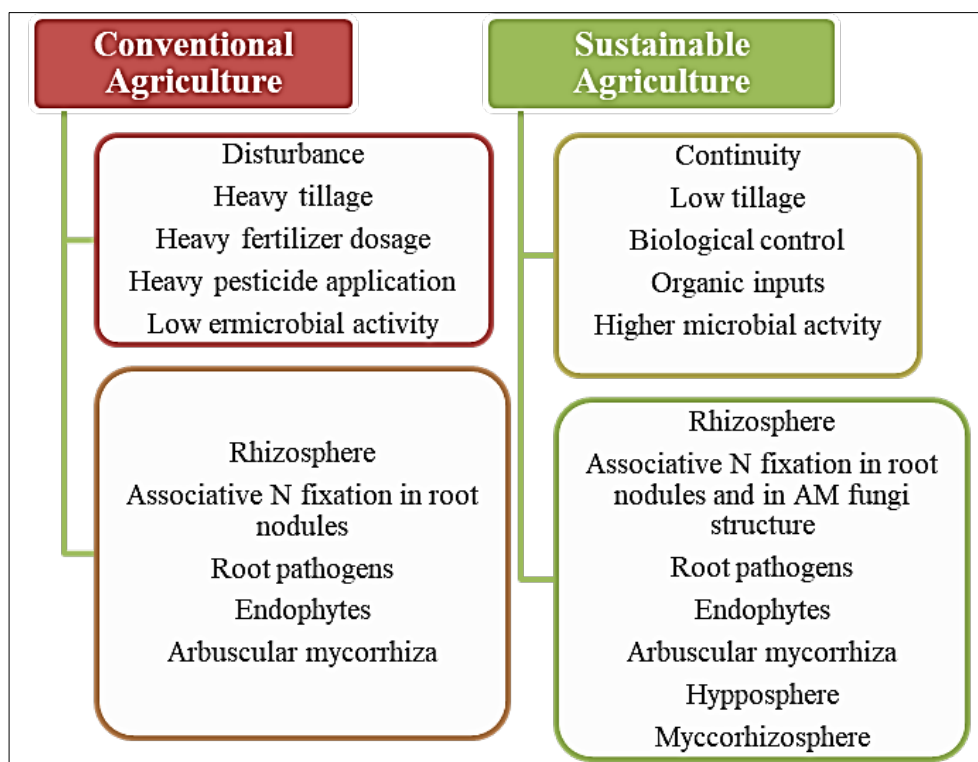 Conventional
Agriculture
Disturbance
Heavy tillage
Heavy fertilizer dosage
Heavy pesticide application
Low ermicrobial activity
Rhizosphere
Associative N fixation in root
nodules
Root pathogens
Endophytes
Arbuscular mycorrhiza
Sustainable
Agriculture
Continuity
Low tillage
Biological control
Organic inputs
Higher microbial actvity
Rhizosphere
Associative N fixation in root
nodules and in AM fungi
structure
Root pathogens
Endophytes
Arbuscular mycorrhiza
Hypposphere
Myccorhizosphere